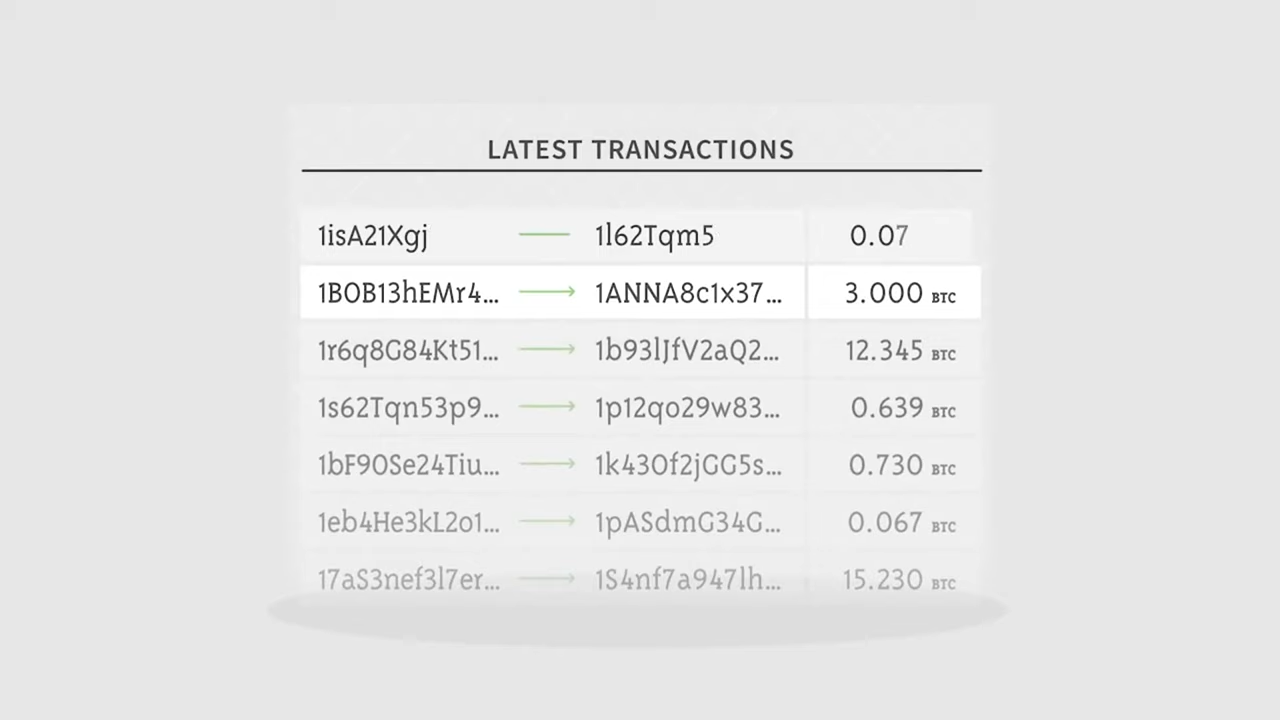 LATEST TRANSACTIONS
1isA21Xgj 1l62Tqm5 0.07
1BOB13hEMr4... 1ANNA8c1x37... 3.000 BTC
1r6q8G84Kt51... 1b93lJfV2aQ2... 12.345 BTC
1s62Tqn53p9... 1p12qo29w83... 0.639 BTC
1bF9OSe24Tiu... 1k43Of2jGG5s... 0.730 BTC
1eb4He3kL2o1... 1pASdmG34G... 0.067 BTC
17aS3nef3l7er... 1S4nf7a947lh... 15.230 BTC